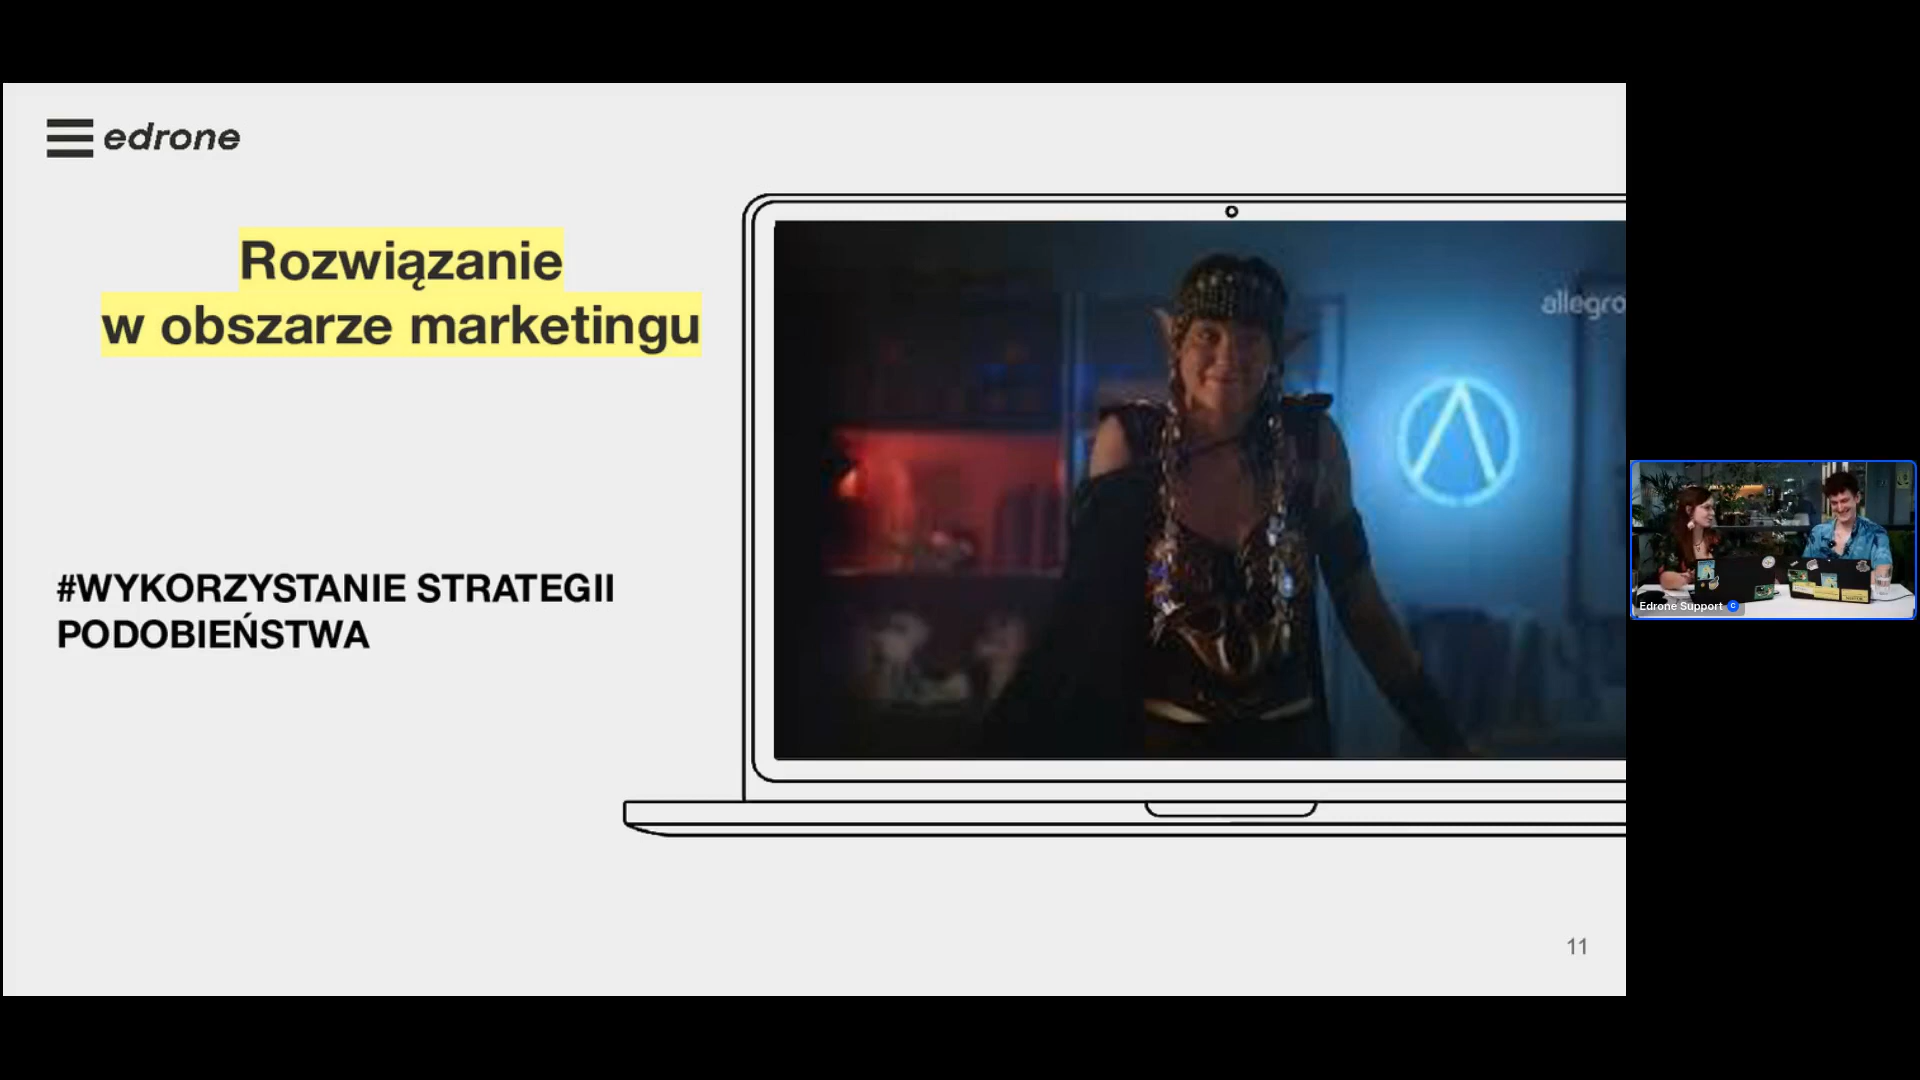 edrone
Rozwiązanie
w obszarze marketingu
allegro
#WYKORZYSTANIE STRATEGII
PODOBIEŃSTWA
Edrone Support
11